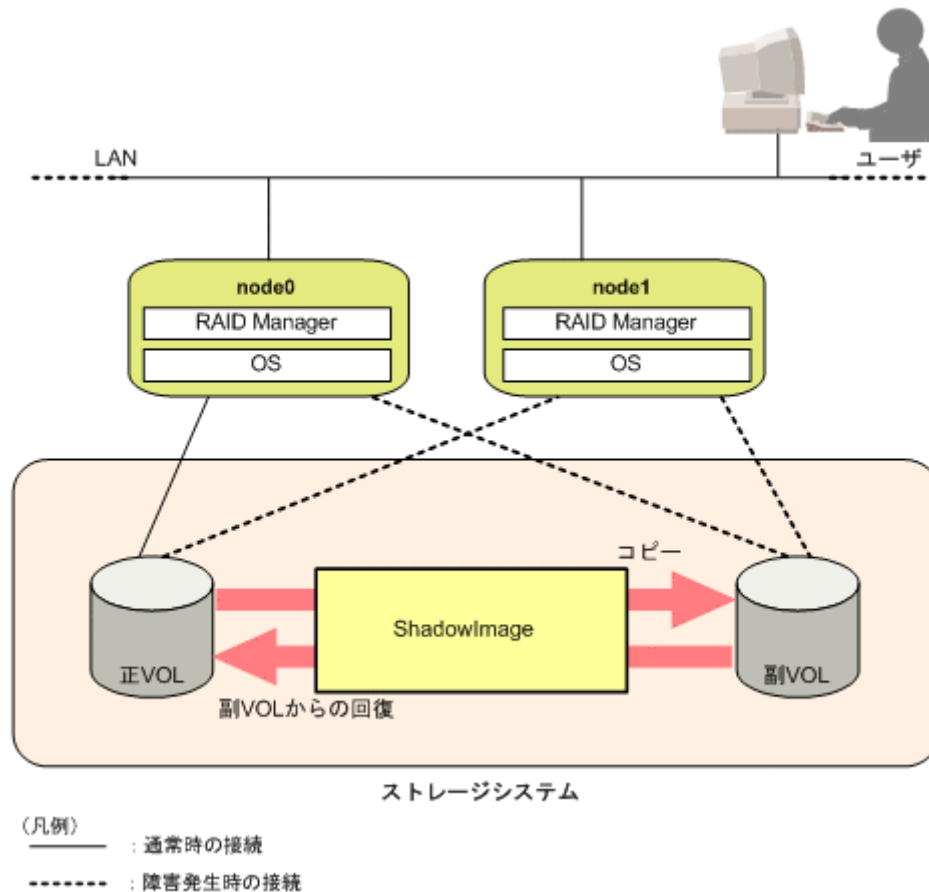 LAN
ユーザ
node0
RAID Manager
OS
node1
RAID Manager
OS
コピー
ShadowImage
正VOL
副VOL
副VOLからの回復
ストレージシステム
(凡例)
: 通常時の接続
: 障害発生時の接続